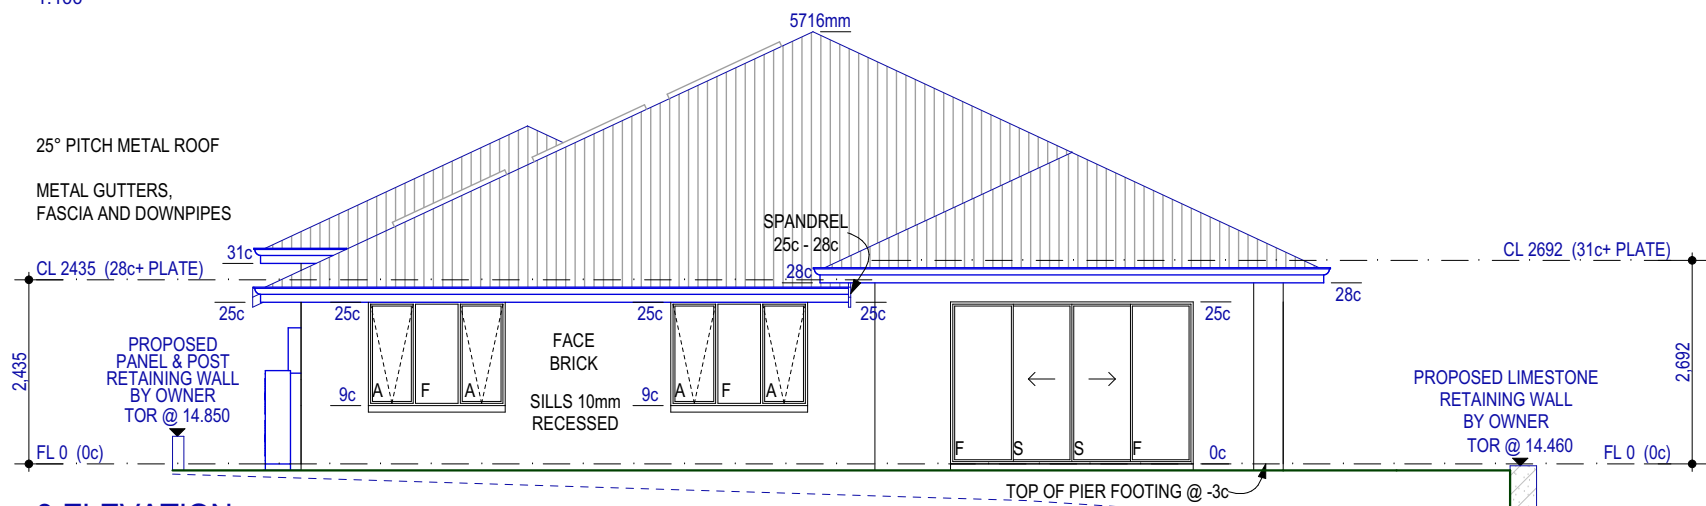 5716mm
25° PITCH METAL ROOF
METAL GUTTERS,
FASCIA AND DOWNPIPES
SPANDREL
25c - 28c
31c
CL 2435 (28c+ PLATE)
28c
CL 2692 (31c+ PLATE)
28c
25c
25c
25c
25c
25c
2,435
PROPOSED
PANEL & POST
RETAINING WALL
BY OWNER
TOR @ 14.850
FACE
BRICK
SILLS 10mm
RECESSED
9c
A
F
A
9c
A
F
A
2,692
PROPOSED LIMESTONE
RETAINING WALL
BY OWNER
TOR @ 14.460
F
S
S
F
0c
FL 0 (0c)
FL 0 (0c)
TOP OF PIER FOOTING @ -3c